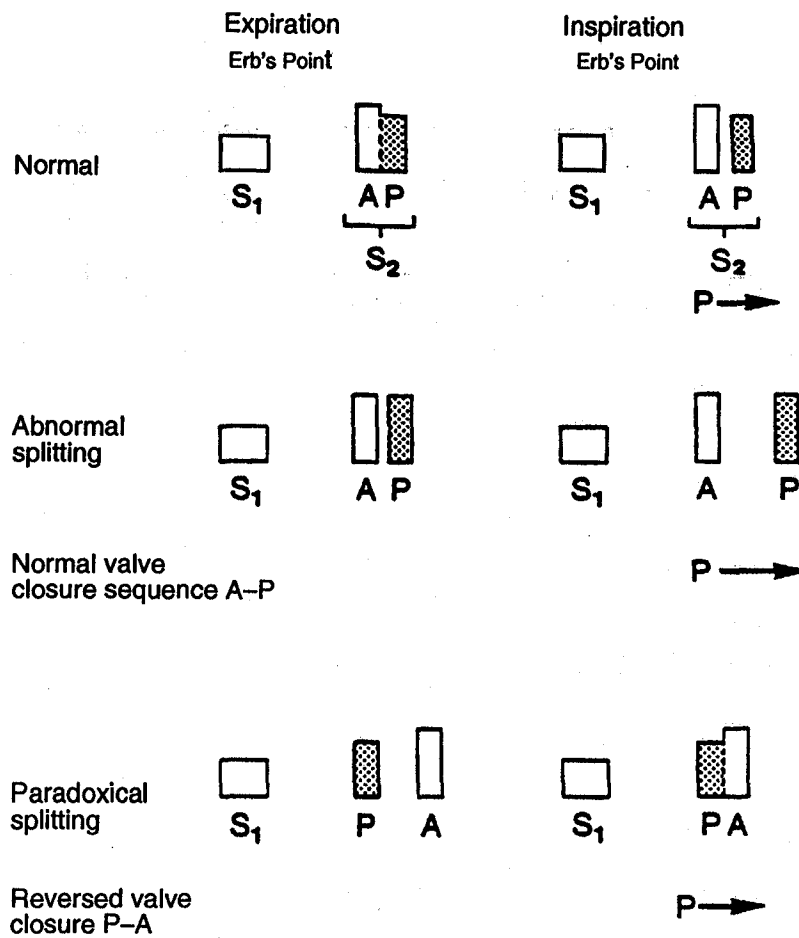 Expiration Inspiration
Erb's Point Erb's Point
Normal
S₁ A P S₁ A P
S₂ S₂
P
Abnormal
splitting
S₁ A P S₁ A P
Normal valve
closure sequence A–P
P
Paradoxical
splitting
S₁ P A S₁ P A
Reversed valve
closure P–A
P